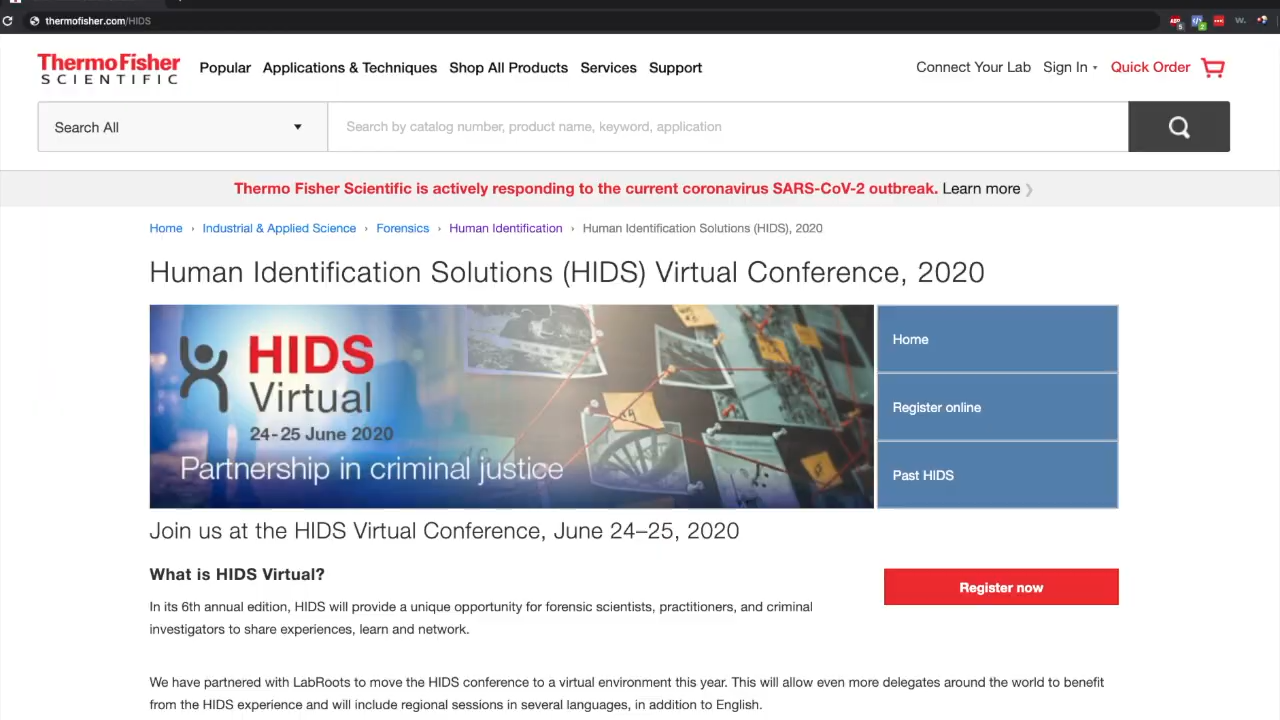 thermofisher.com/HIDS
ThermoFisher
SCIENTIFIC
Popular Applications & Techniques Shop All Products Services Support
Connect Your Lab Sign In Quick Order
Search All
Search by catalog number, product name, keyword, application
Thermo Fisher Scientific is actively responding to the current coronavirus SARS-CoV-2 outbreak. Learn more ❯
Home › Industrial & Applied Science › Forensics › Human Identification › Human Identification Solutions (HIDS), 2020
Human Identification Solutions (HIDS) Virtual Conference, 2020
HIDS
Virtual
24-25 June 2020
Partnership in criminal justice
Home
Register online
Past HIDS
Join us at the HIDS Virtual Conference, June 24–25, 2020
What is HIDS Virtual?
Register now
In its 6th annual edition, HIDS will provide a unique opportunity for forensic scientists, practitioners, and criminal
investigators to share experiences, learn and network.
We have partnered with LabRoots to move the HIDS conference to a virtual environment this year. This will allow even more delegates around the world to benefit
from the HIDS experience and will include regional sessions in several languages, in addition to English.